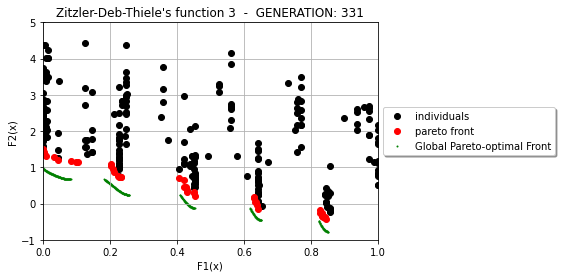 Zitzler-Deb-Thiele's function 3 - GENERATION: 331
5
4
3
2
1
0
−1
F2(x)
0.0 0.2 0.4 0.6 0.8 1.0
F1(x)
individuals
pareto front
Global Pareto-optimal Front